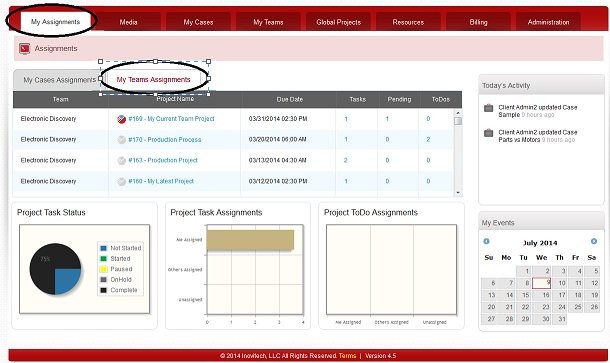 My Assignments Media My Cases My Teams Global Projects Resources Billing Administration
Assignments
My Cases Assignments My Teams Assignments
Team Project Name Due Date Tasks Pending ToDos
Electronic Discovery #169 - My Current Team Project 03/31/2014 02:30 PM 1 1 0
Electronic Discovery #170 - Production Process 03/20/2014 06:00 AM 1 0 2
Electronic Discovery #163 - Production Project 03/13/2014 04:30 AM 2 0 0
Electronic Discovery #160 - My Latest Project 03/12/2014 02:30 PM 1 0 0
Today's Activity
Client Admin2 updated Case
Sample 9 hours ago
Client Admin2 updated Case
Parts vs Motors 9 hours ago
Project Task Status
75%
Not Started
Started
Paused
OnHold
Complete
Project Task Assignments
Me Assigned
Others Assigned
Unassigned
0 1 2 3 4
Project ToDo Assignments
Me Assigned Others Assigned Unassigned
My Events
July 2014
Su Mo Tu We Th Fr Sa
1 2 3 4 5
6 7 8 9 10 11 12
13 14 15 16 17 18 19
20 21 22 23 24 25 26
27 28 29 30 31
© 2014 Inovitech, LLC All Rights Reserved. Terms | Version 4.5